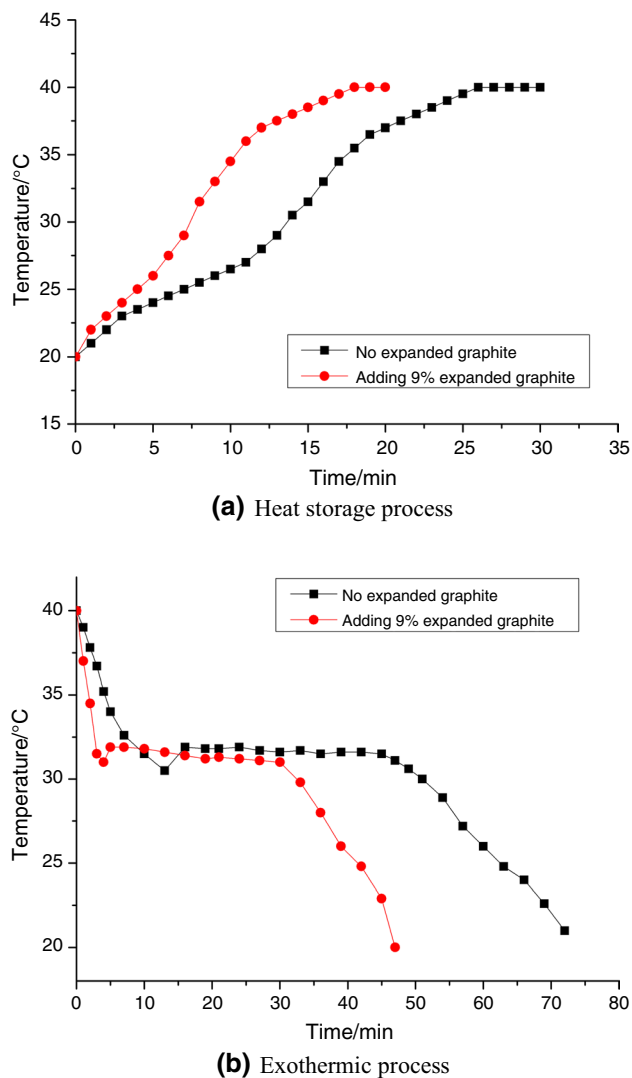 40
35
30
25
20
15
Temperature/°C
No expanded graphite
Adding 9% expanded graphite
0
5
10
15
20
25
30
35
Time/min
(a) Heat storage process
No expanded graphite
Adding 9% expanded graphite
40
35
30
25
20
Temperature/°C
0
10
20
30
40
50
60
70
80
Time/min
(b) Exothermic process